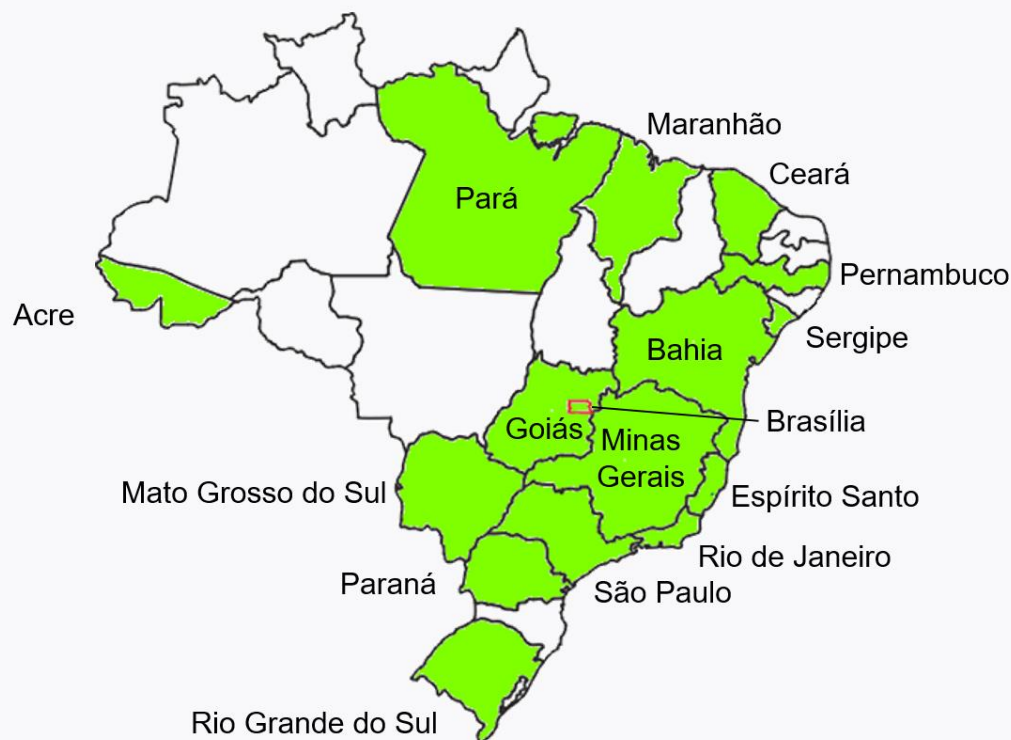 Maranhão
Ceará
Pará
Pernambuco
Acre
Sergipe
Bahia
Brasília
Goiás
Minas
Gerais
Mato Grosso do Sul
Espírito Santo
Rio de Janeiro
Paraná
São Paulo
Rio Grande do Sul